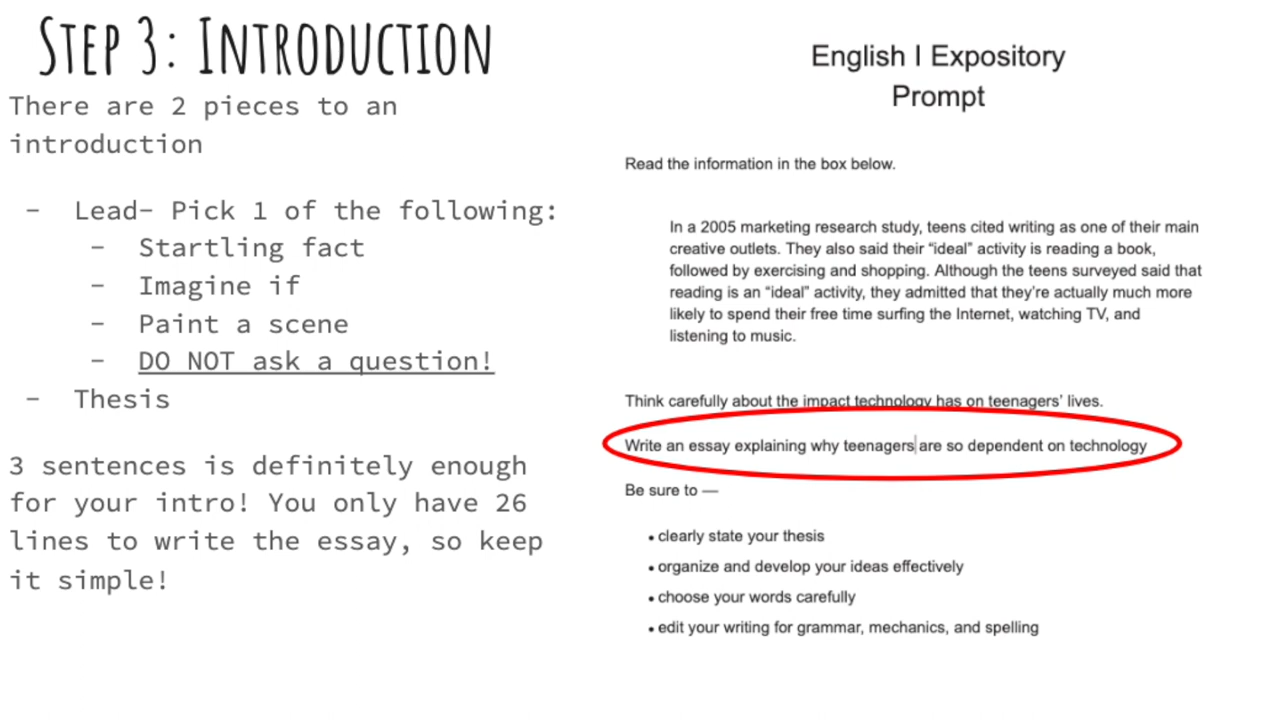 STEP 3: INTRODUCTION
There are 2 pieces to an
introduction
- Lead- Pick 1 of the following:
- Startling fact
- Imagine if
- Paint a scene
- DO NOT ask a question!
- Thesis
3 sentences is definitely enough
for your intro! You only have 26
lines to write the essay, so keep
it simple!
English I Expository
Prompt
Read the information in the box below.
In a 2005 marketing research study, teens cited writing as one of their main
creative outlets. They also said their “ideal” activity is reading a book,
followed by exercising and shopping. Although the teens surveyed said that
reading is an “ideal” activity, they admitted that they're actually much more
likely to spend their free time surfing the Internet, watching TV, and
listening to music.
Think carefully about the impact technology has on teenagers’ lives.
Write an essay explaining why teenagers are so dependent on technology
Be sure to —
• clearly state your thesis
• organize and develop your ideas effectively
• choose your words carefully
• edit your writing for grammar, mechanics, and spelling